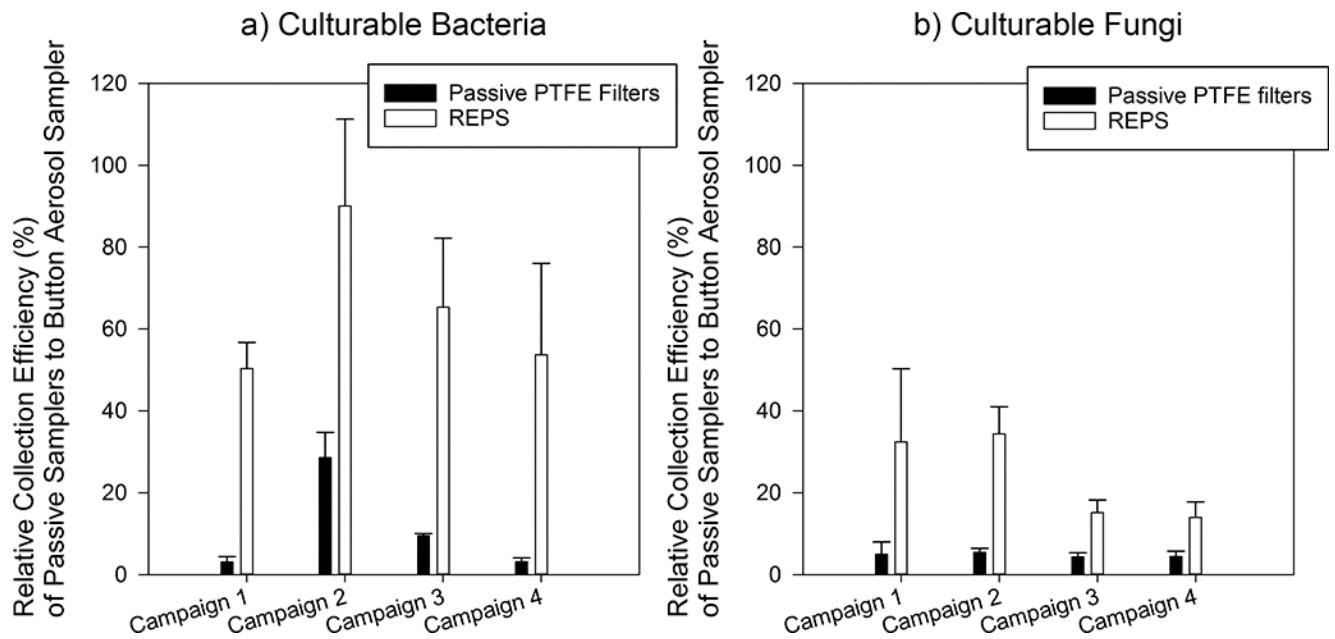 a) Culturable Bacteria
Relative Collection Efficiency (%)
of Passive Samplers to Button Aerosol Sampler
120
100
80
60
40
20
0
Passive PTFE Filters
REPS
Campaign 1
Campaign 2
Campaign 3
Campaign 4
b) Culturable Fungi
Relative Collection Efficiency (%)
of Passive Samplers to Button Aerosol Sampler
120
100
80
60
40
20
0
Passive PTFE filters
REPS
Campaign 1
Campaign 2
Campaign 3
Campaign 4